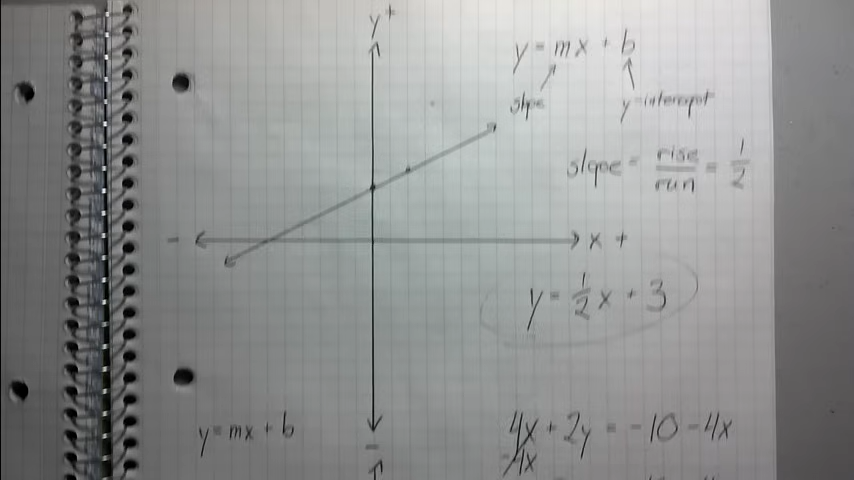 y+
y = mx + b
slope
y-intercept
slope = rise/run = 1/2
- x +
y = 1/2 x + 3
y = mx + b
4x + 2y = -10 - 4x
-4x
-